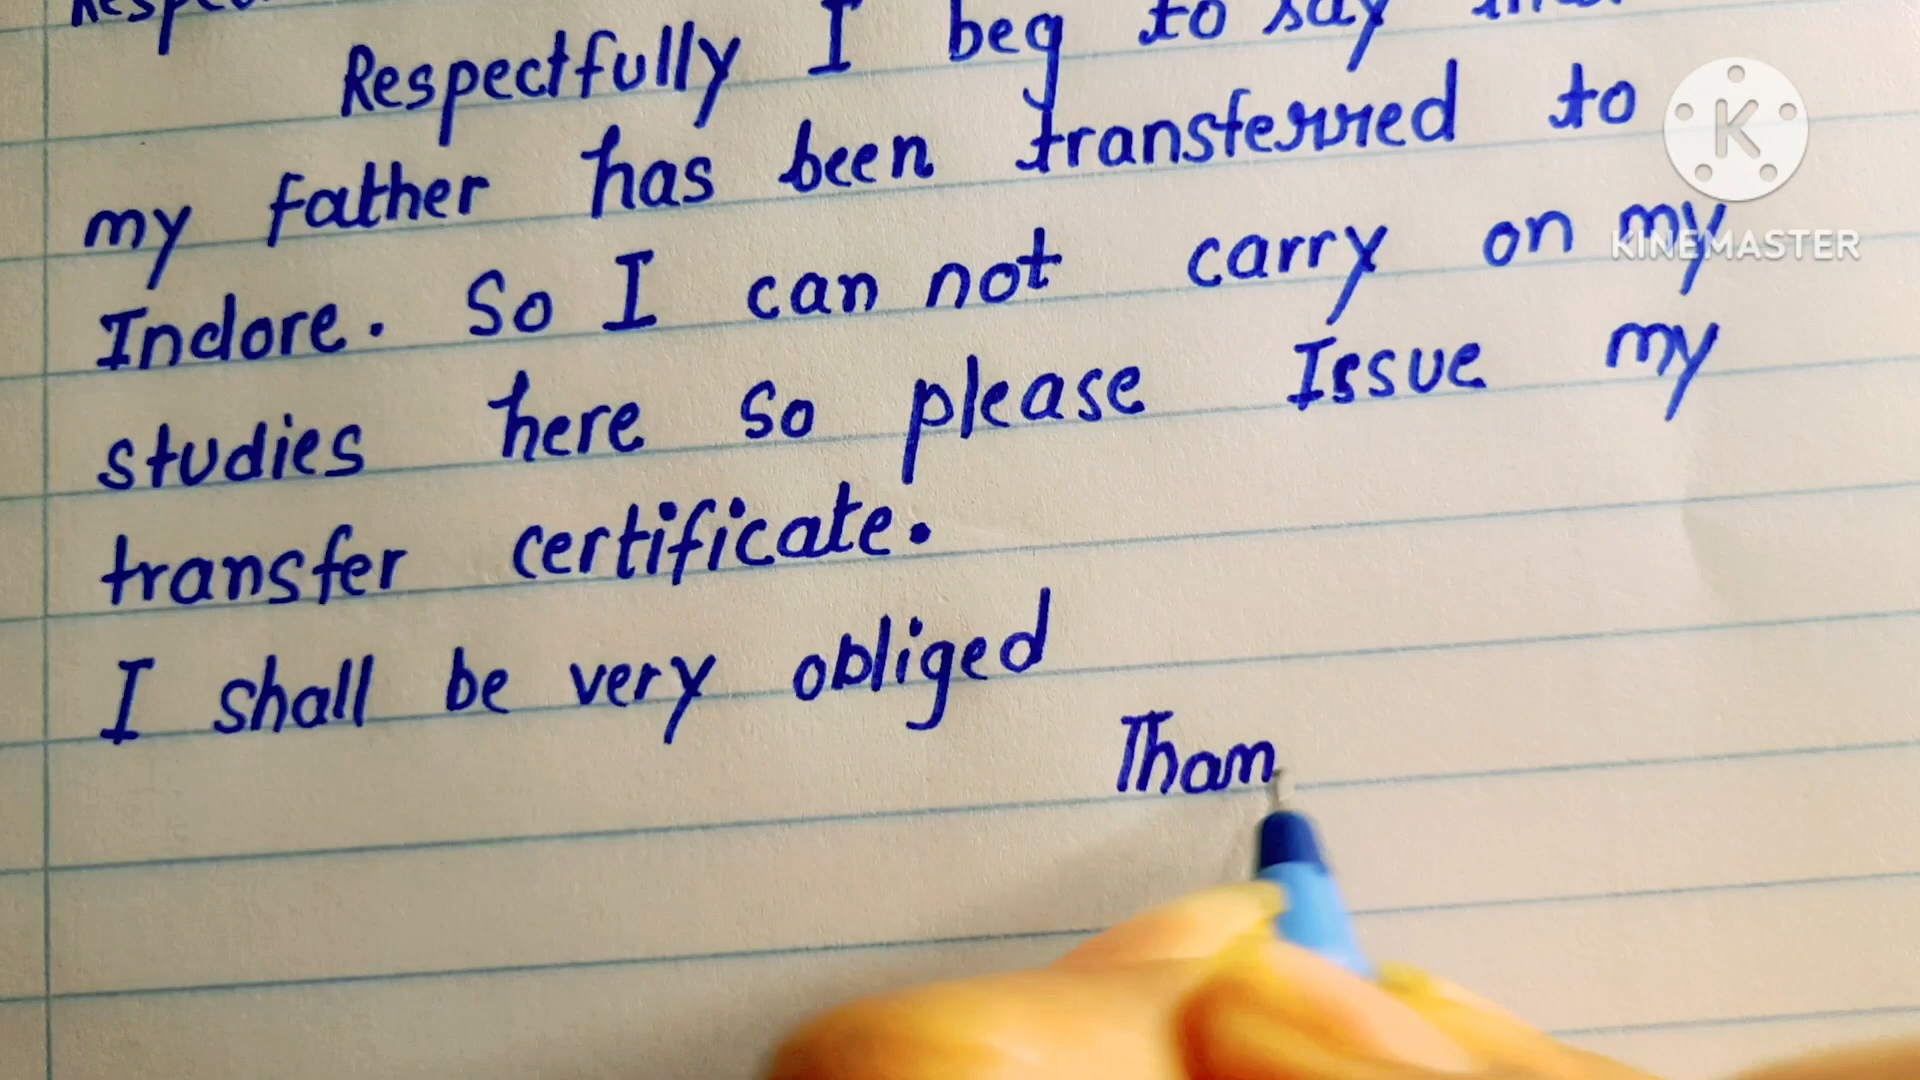 Respectfully I beg to say
my father has been transferred to
Indore. So I can not carry on my
studies here so please Issue my
transfer certificate.
I shall be very obliged
Than
K
KINEMASTER